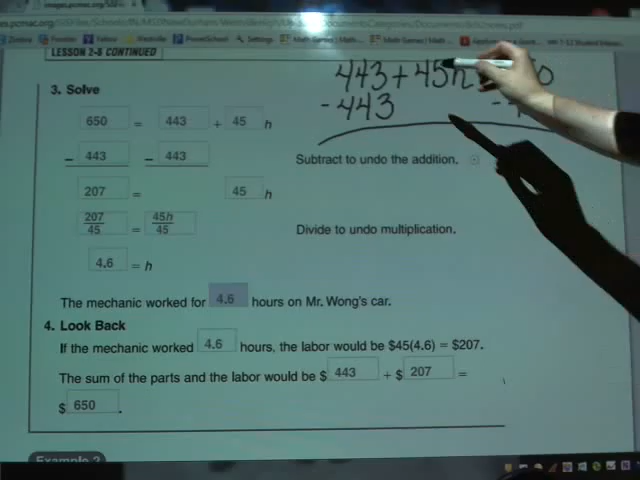 LESSON 2-8 CONTINUED
443 + 45h
- 443 -
3. Solve
650 = 443 + 45 h
- 443 - 443
Subtract to undo the addition.
207 = 45 h
207/45 = 45h/45
Divide to undo multiplication.
4.6 = h
The mechanic worked for 4.6 hours on Mr. Wong's car.
4. Look Back
If the mechanic worked 4.6 hours, the labor would be $45(4.6) = $207.
The sum of the parts and the labor would be $ 443 + $ 207 =
$ 650 .
Example 2